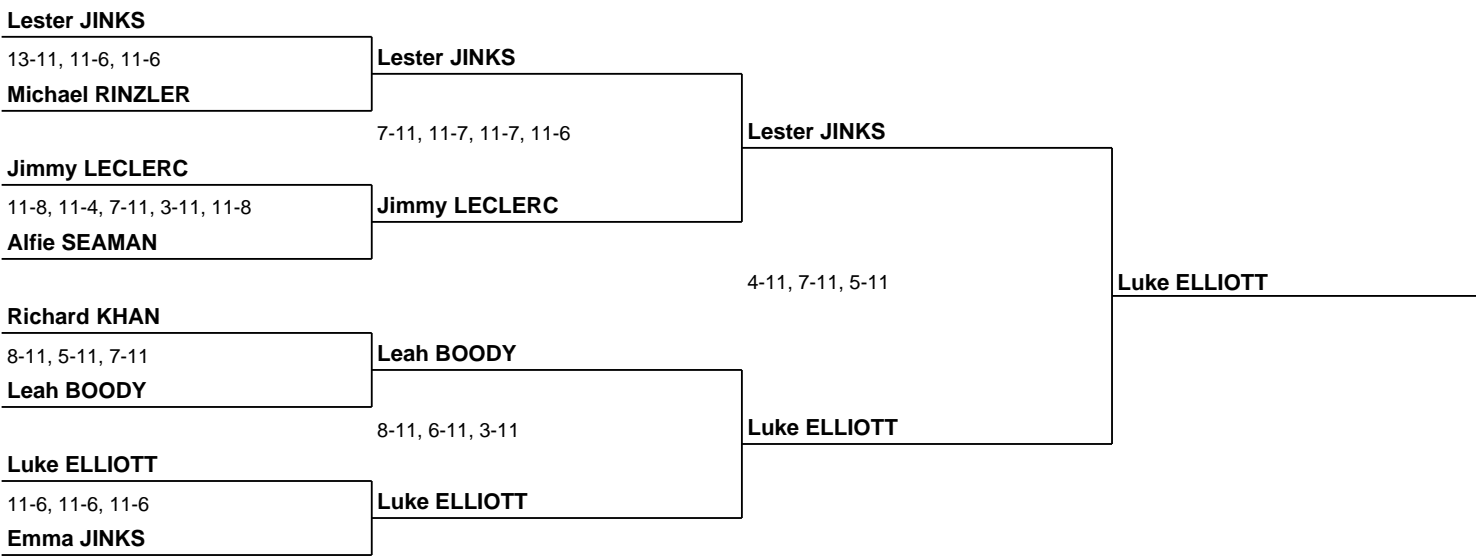 Lester JINKS
13-11, 11-6, 11-6
Lester JINKS
Michael RINZLER
7-11, 11-7, 11-7, 11-6
Lester JINKS
Jimmy LECLERC
11-8, 11-4, 7-11, 3-11, 11-8
Jimmy LECLERC
Alfie SEAMAN
4-11, 7-11, 5-11
Luke ELLIOTT
Richard KHAN
8-11, 5-11, 7-11
Leah BOODY
Leah BOODY
8-11, 6-11, 3-11
Luke ELLIOTT
Luke ELLIOTT
11-6, 11-6, 11-6
Luke ELLIOTT
Emma JINKS